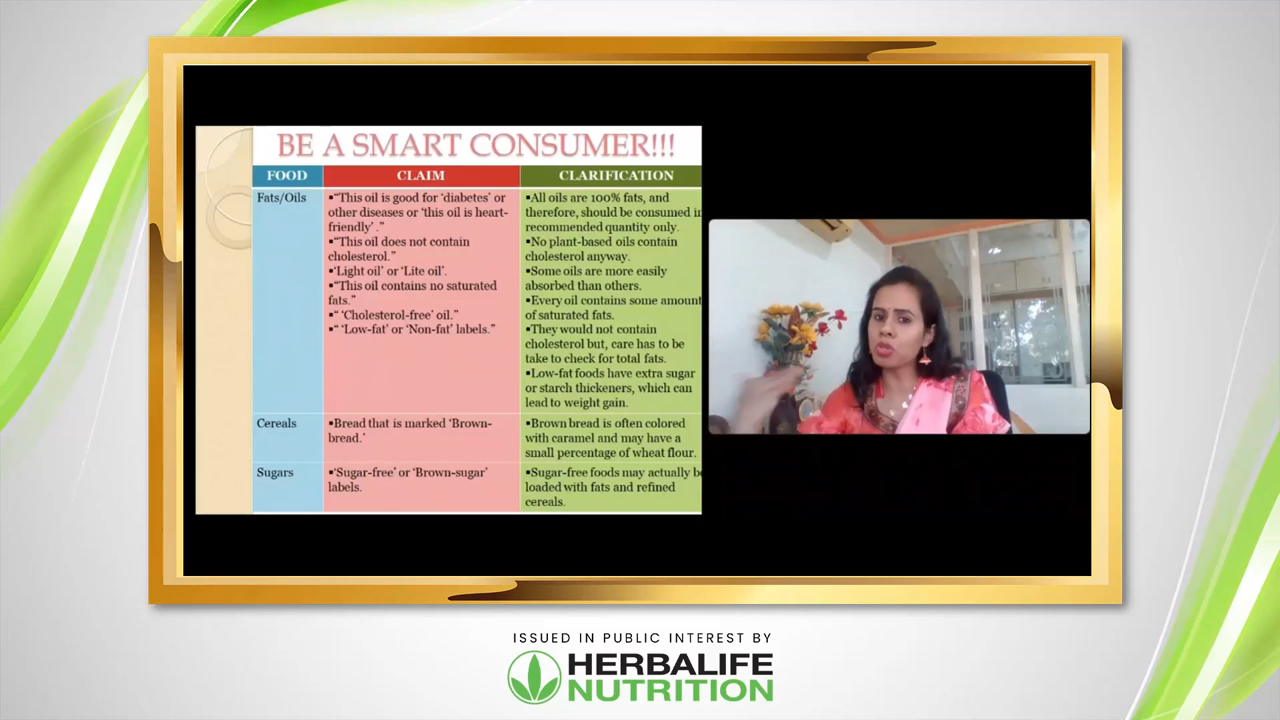 BE A SMART CONSUMER!!!
FOOD CLAIM CLARIFICATION
Fats/Oils
▪“This oil is good for ‘diabetes’ or
other diseases or ‘this oil is heart-
friendly’ .”
▪“This oil does not contain
cholesterol.”
▪‘Light oil’ or ‘Lite oil’.
▪“This oil contains no saturated
fats.”
▪“ ‘Cholesterol-free’ oil.”
▪“ ‘Low-fat’ or ‘Non-fat’ labels.”
▪All oils are 100% fats, and
therefore, should be consumed in
recommended quantity only.
▪No plant-based oils contain
cholesterol anyway.
▪Some oils are more easily
absorbed than others.
▪Every oil contains some amount
of saturated fats.
▪They would not contain
cholesterol but, care has to be
take to check for total fats.
▪Low-fat foods have extra sugar
or starch thickeners, which can
lead to weight gain.
Cereals
▪Bread that is marked ‘Brown-
bread.’
▪Brown bread is often colored
with caramel and may have a
small percentage of wheat flour.
Sugars
▪‘Sugar-free’ or ‘Brown-sugar’
labels.
▪Sugar-free foods may actually be
loaded with fats and refined
cereals.
ISSUED IN PUBLIC INTEREST BY
HERBALIFE
NUTRITION